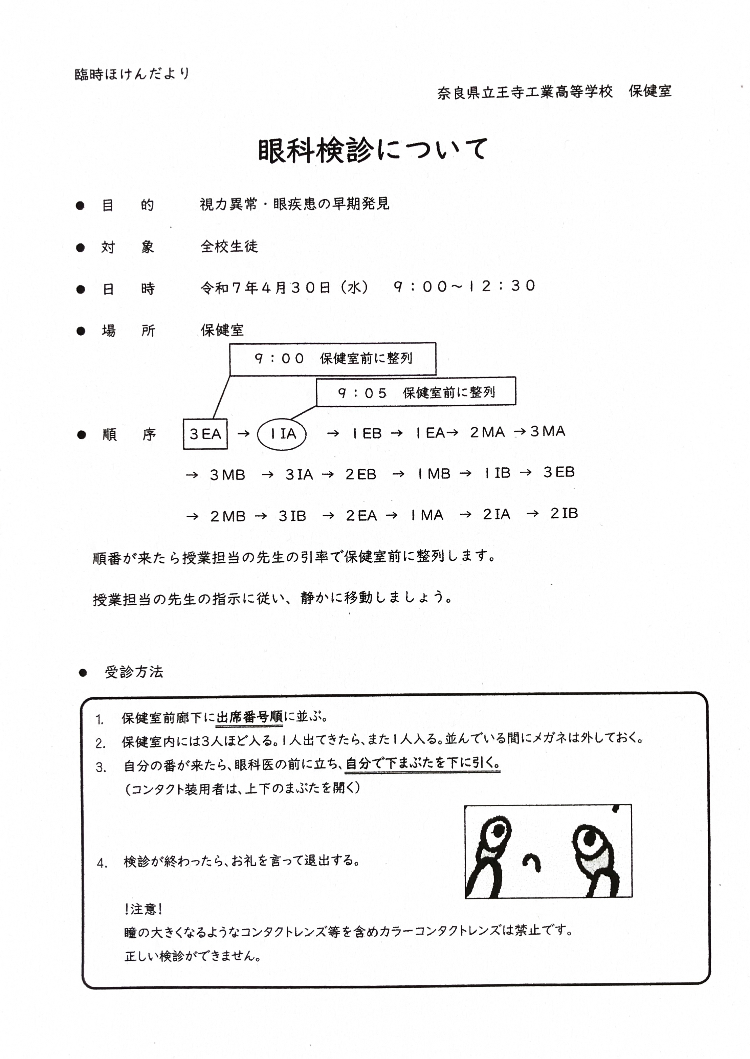 臨時ほけんだより
奈良県立王寺工業高等学校　保健室
眼科検診について
● 目　的　視力異常・眼疾患の早期発見
● 対　象　全校生徒
● 日　時　令和7年4月30日（水）　9：00～12：30
● 場　所　保健室
9：00　保健室前に整列
9：05　保健室前に整列
● 順　序　3EA → 1IA → 1EB → 1EA→ 2MA →3MA
→ 3MB → 3IA → 2EB → 1MB → 1IB → 3EB
→ 2MB → 3IB → 2EA → 1MA → 2IA → 2IB
順番が来たら授業担当の先生の引率で保健室前に整列します。
授業担当の先生の指示に従い、静かに移動しましょう。
● 受診方法
1. 保健室前廊下に出席番号順に並ぶ。
2. 保健室内には3人ほど入る。1人出てきたら、また1人入る。並んでいる間にメガネは外しておく。
3. 自分の番が来たら、眼科医の前に立ち、自分で下まぶたを下に引く。
（コンタクト装用者は、上下のまぶたを開く）
4. 検診が終わったら、お礼を言って退出する。
!注意!
瞳の大きくなるようなコンタクトレンズ等を含めカラーコンタクトレンズは禁止です。
正しい検診ができません。